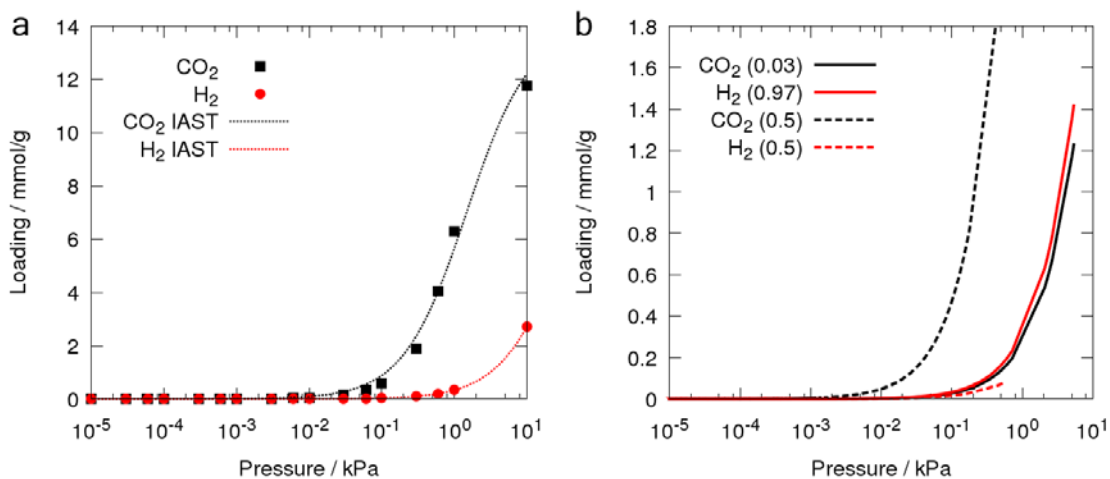 a
14
12
10
8
6
4
2
0
Loading / mmol/g
CO₂
H₂
CO₂ IAST
H₂ IAST
10⁻⁵ 10⁻⁴ 10⁻³ 10⁻² 10⁻¹ 10⁰ 10¹
Pressure / kPa
b
1.8
1.6
1.4
1.2
1
0.8
0.6
0.4
0.2
0
Loading / mmol/g
CO₂ (0.03)
H₂ (0.97)
CO₂ (0.5)
H₂ (0.5)
10⁻⁵ 10⁻⁴ 10⁻³ 10⁻² 10⁻¹ 10⁰ 10¹
Pressure / kPa